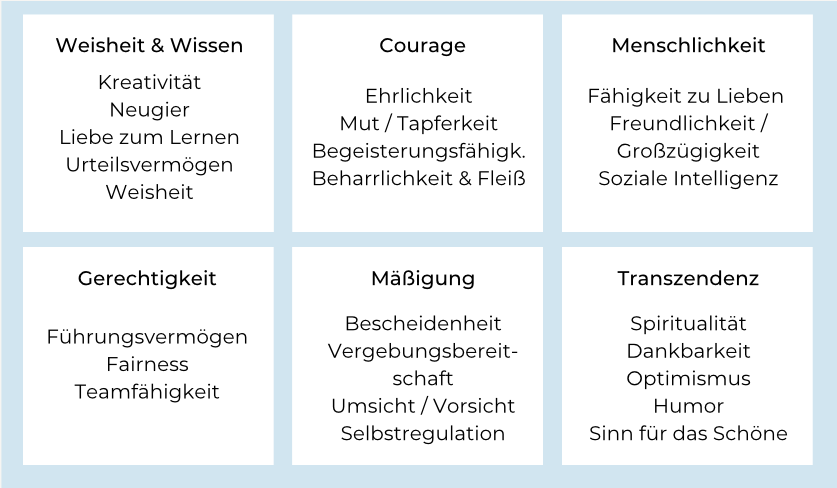 Weisheit & Wissen
Kreativität
Neugier
Liebe zum Lernen
Urteilsvermögen
Weisheit
Courage
Ehrlichkeit
Mut / Tapferkeit
Begeisterungsfähigk.
Beharrlichkeit & Fleiß
Menschlichkeit
Fähigkeit zu Lieben
Freundlichkeit /
Großzügigkeit
Soziale Intelligenz
Gerechtigkeit
Führungsvermögen
Fairness
Teamfähigkeit
Mäßigung
Bescheidenheit
Vergebungsbereit-
schaft
Umsicht / Vorsicht
Selbstregulation
Transzendenz
Spiritualität
Dankbarkeit
Optimismus
Humor
Sinn für das Schöne